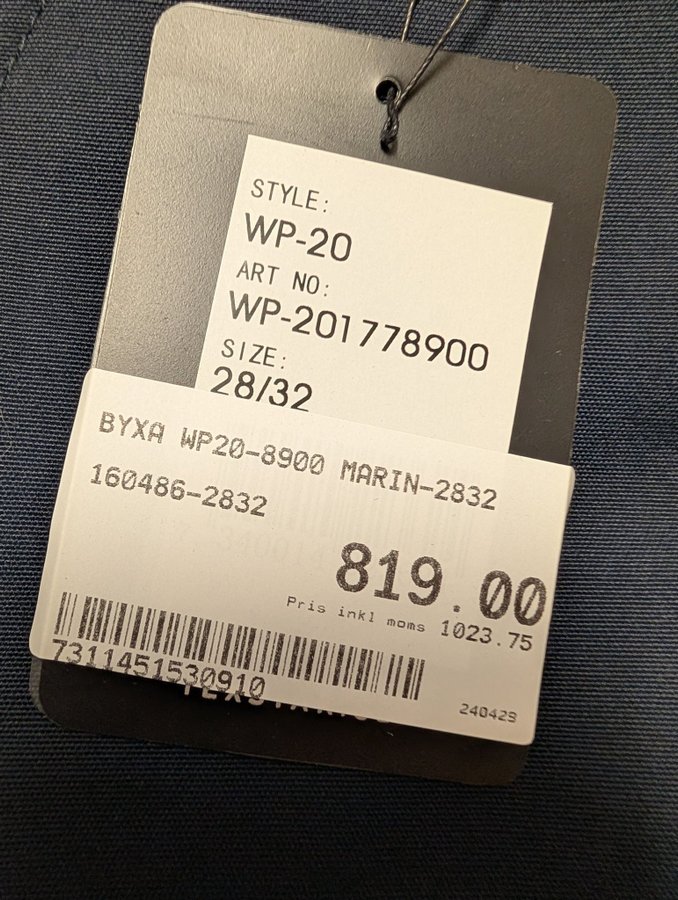 STYLE:
WP-20
ART NO:
WP-201778900
SIZE:
28/32
BYXA WP20-8900 MARIN-2832
160486-2832
819.00
Pris inkl moms 1023.75
7311451530910
240429